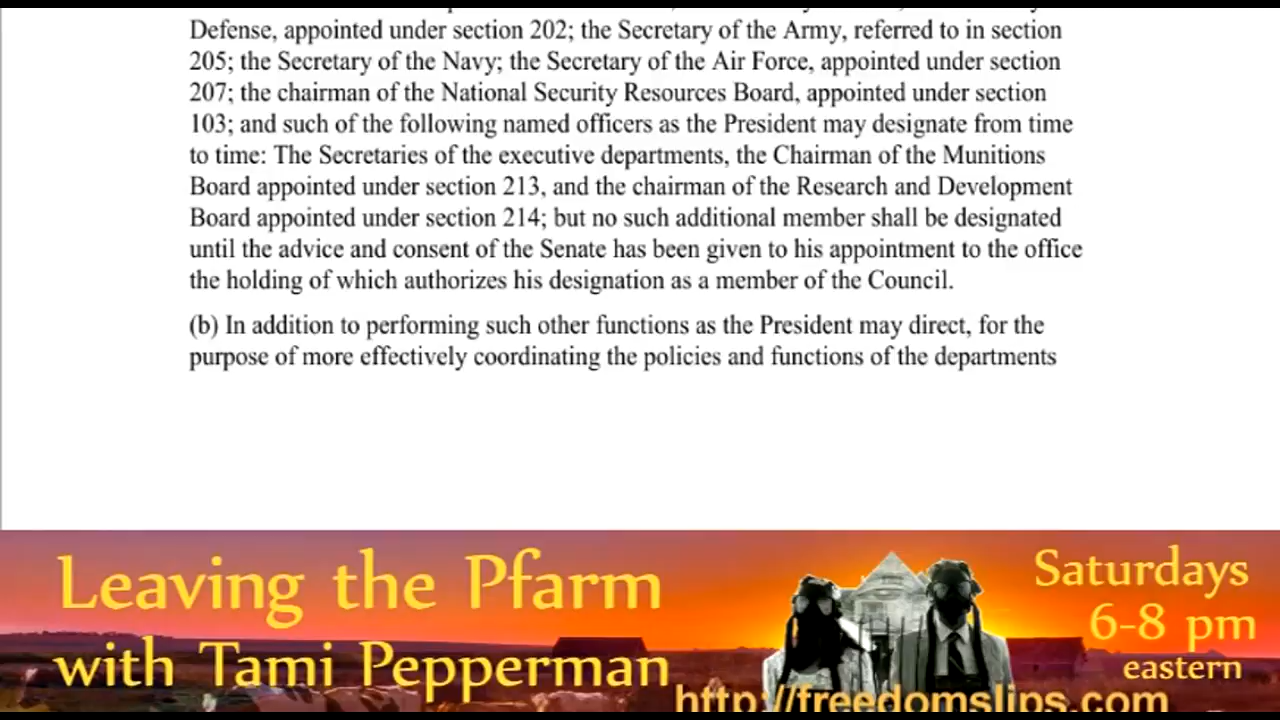 Defense, appointed under section 202; the Secretary of the Army, referred to in section
205; the Secretary of the Navy; the Secretary of the Air Force, appointed under section
207; the chairman of the National Security Resources Board, appointed under section
103; and such of the following named officers as the President may designate from time
to time: The Secretaries of the executive departments, the Chairman of the Munitions
Board appointed under section 213, and the chairman of the Research and Development
Board appointed under section 214; but no such additional member shall be designated
until the advice and consent of the Senate has been given to his appointment to the office
the holding of which authorizes his designation as a member of the Council.
(b) In addition to performing such other functions as the President may direct, for the
purpose of more effectively coordinating the policies and functions of the departments
Leaving the Pfarm
with Tami Pepperman
Saturdays
6-8 pm
eastern
http://freedomslips.com